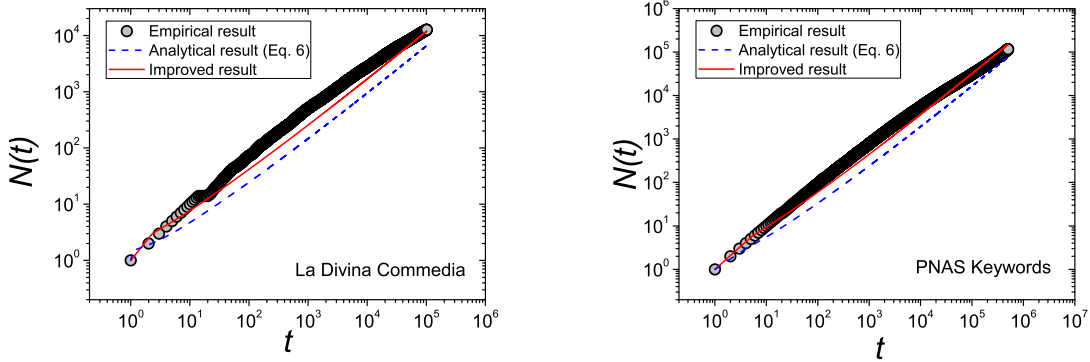 10^4
10^3
10^2
10^1
10^0
N(t)
Empirical result
Analytical result (Eq. 6)
Improved result
La Divina Commedia
10^0 10^1 10^2 10^3 10^4 10^5 10^6
t
10^6
10^5
10^4
10^3
10^2
10^1
10^0
N(t)
Empirical result
Analytical result (Eq. 6)
Improved result
PNAS Keywords
10^0 10^1 10^2 10^3 10^4 10^5 10^6 10^7
t